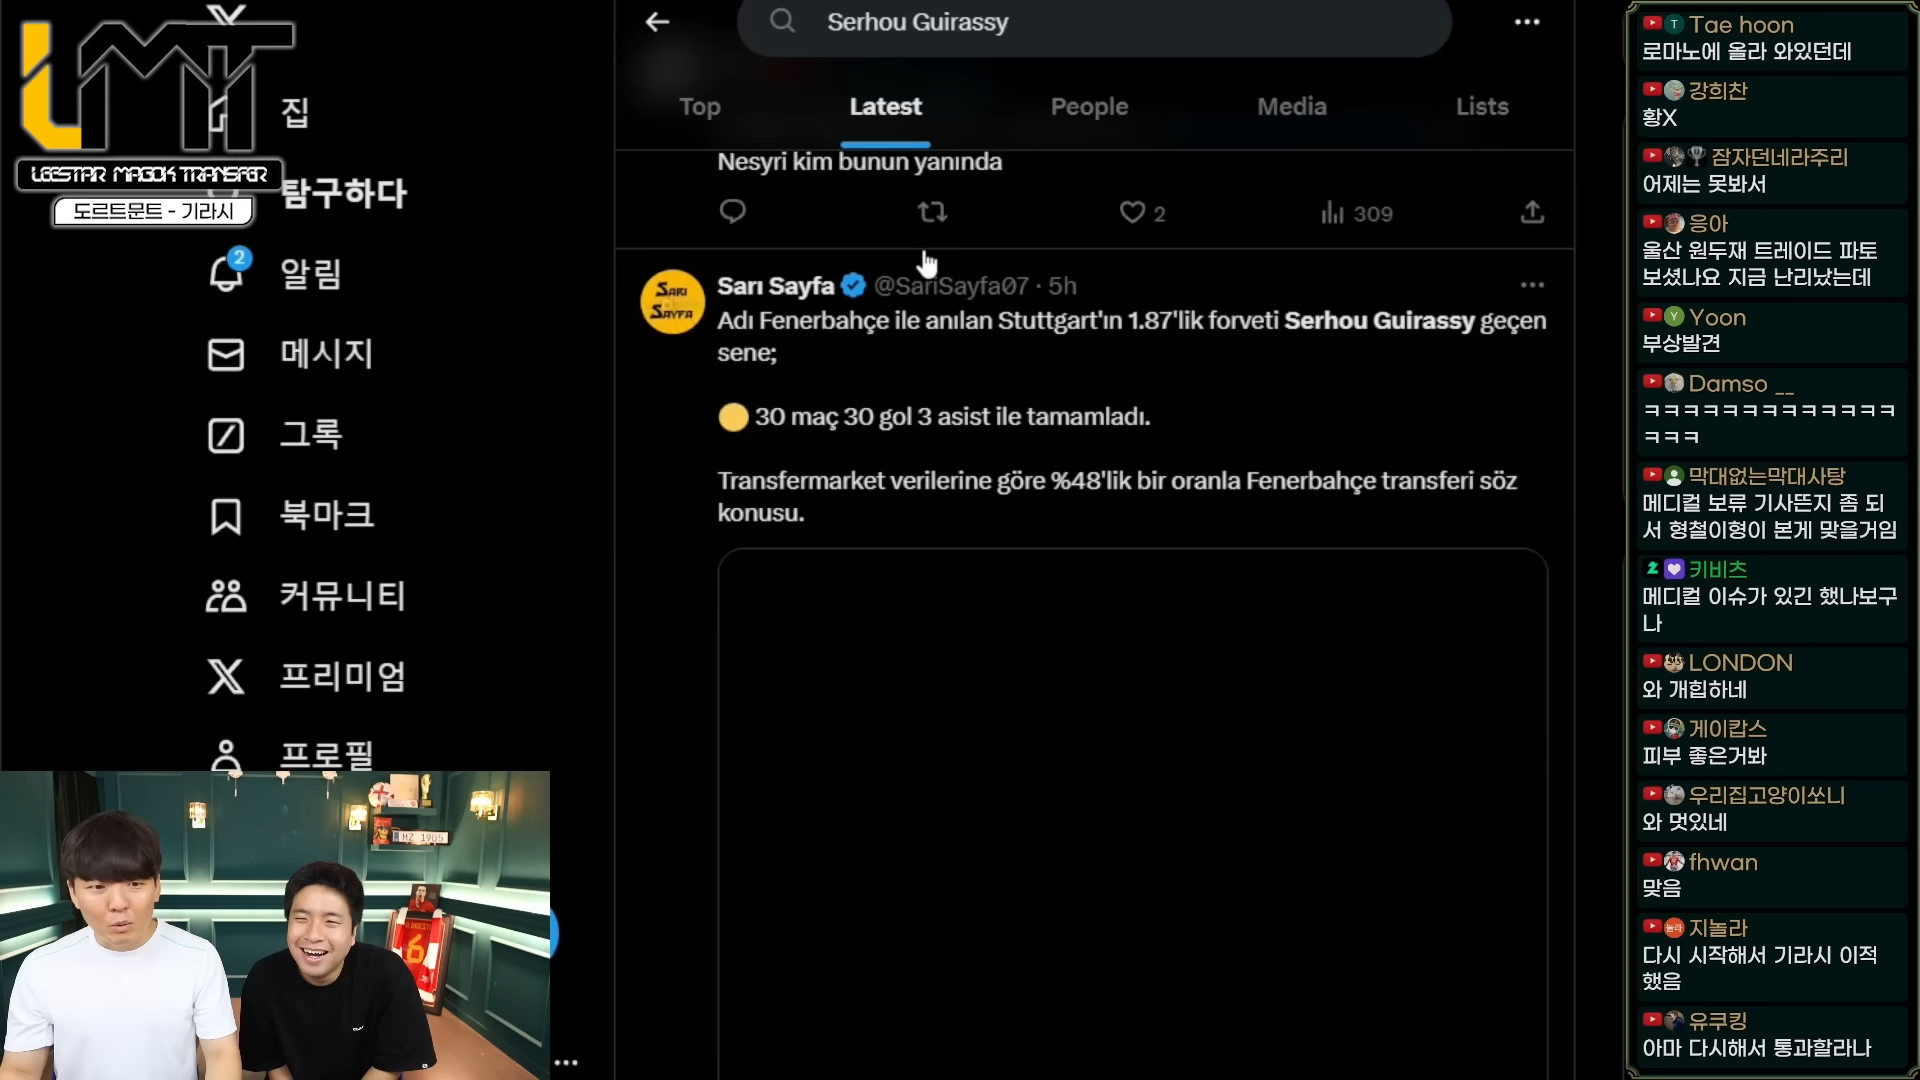 LMT
LEESTAR MAGOK TRANSFER
도르트문트 - 기라시
집
탐구하다
2
알림
메시지
그록
북마크
커뮤니티
프리미엄
프로필
Serhou Guirassy
Top
Latest
People
Media
Lists
Nesyri kim bunun yanında
2
309
SARI SAYFA
Sarı Sayfa @SariSayfa07 · 5h
Adı Fenerbahçe ile anılan Stuttgart'ın 1.87'lik forveti Serhou Guirassy geçen
sene;
30 maç 30 gol 3 asist ile tamamladı.
Transfermarket verilerine göre %48'lik bir oranla Fenerbahçe transferi söz
konusu.
MZ 1905
6
T Tae hoon
로마노에 올라 와있던데
강희찬
황X
잠자던네라주리
어제는 못봐서
응아
울산 원두재 트레이드 파토
보셨나요 지금 난리났는데
Y Yoon
부상발견
Damso __
ㅋㅋㅋㅋㅋㅋㅋㅋㅋㅋㅋㅋㅋ
ㅋㅋㅋ
막대없는막대사탕
메디컬 보류 기사뜬지 좀 되
서 형철이형이 본게 맞을거임
키비츠
메디컬 이슈가 있긴 했나보구
나
LONDON
와 개힙하네
게이캅스
피부 좋은거봐
우리집고양이쏘니
와 멋있네
fhwan
맞음
지놀라
다시 시작해서 기라시 이적
했음
유쿠킹
아마 다시해서 통과할라나